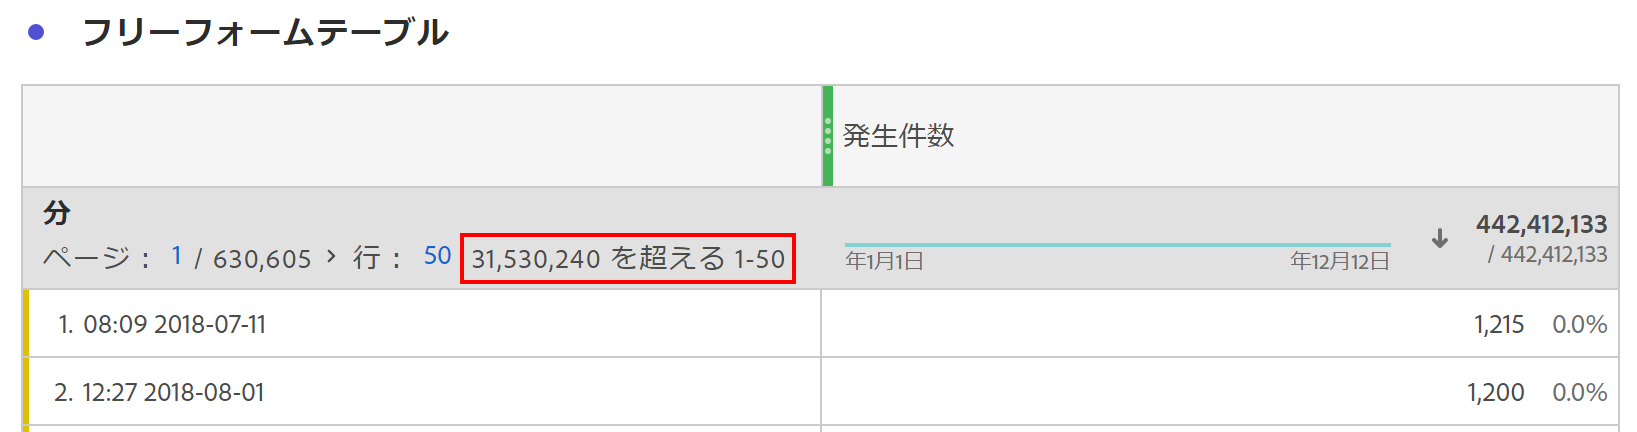 フリーフォームテーブル
発生件数
分
ページ： 1 / 630,605 > 行： 50 31,530,240 を超える 1-50
年1月1日 年12月12日
442,412,133
/ 442,412,133
1. 08:09 2018-07-11 1,215 0.0%
2. 12:27 2018-08-01 1,200 0.0%